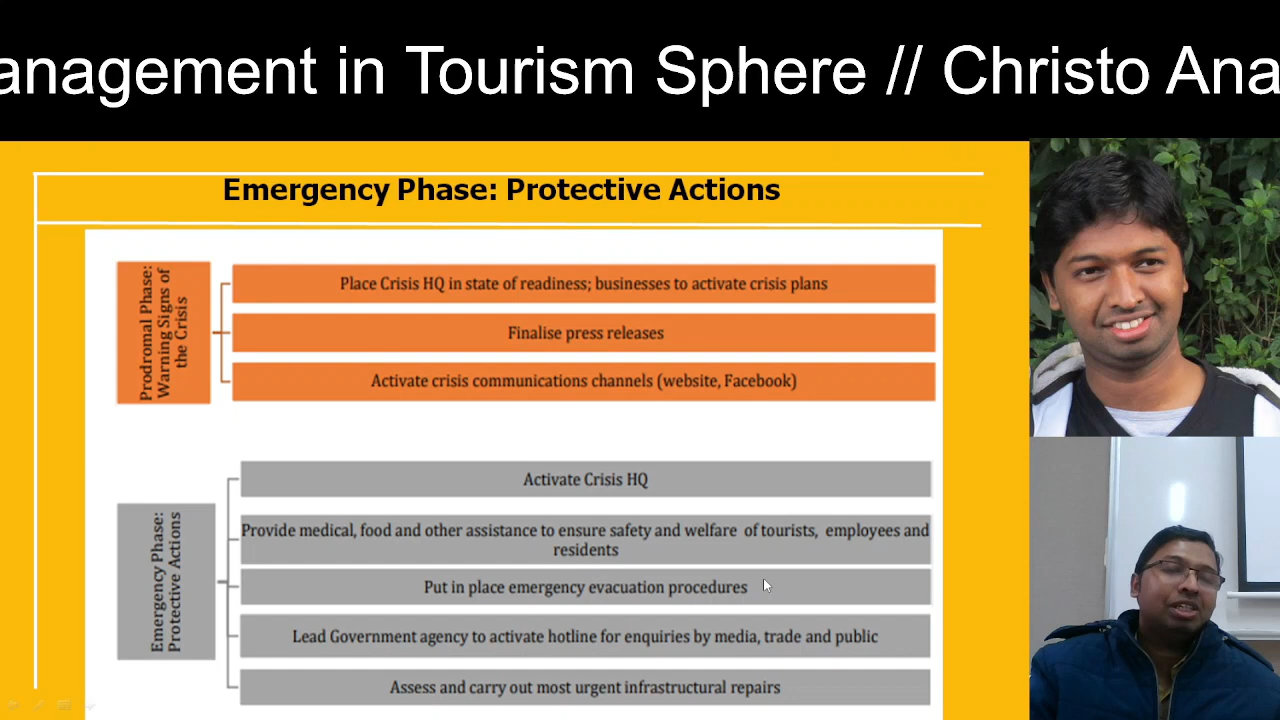 anagement in Tourism Sphere // Christo Ana
Emergency Phase: Protective Actions
Prodromal Phase:
Warning Signs of
the Crisis
Place Crisis HQ in state of readiness; businesses to activate crisis plans
Finalise press releases
Activate crisis communications channels (website, Facebook)
Emergency Phase:
Protective Actions
Activate Crisis HQ
Provide medical, food and other assistance to ensure safety and welfare of tourists, employees and
residents
Put in place emergency evacuation procedures
Lead Government agency to activate hotline for enquiries by media, trade and public
Assess and carry out most urgent infrastructural repairs